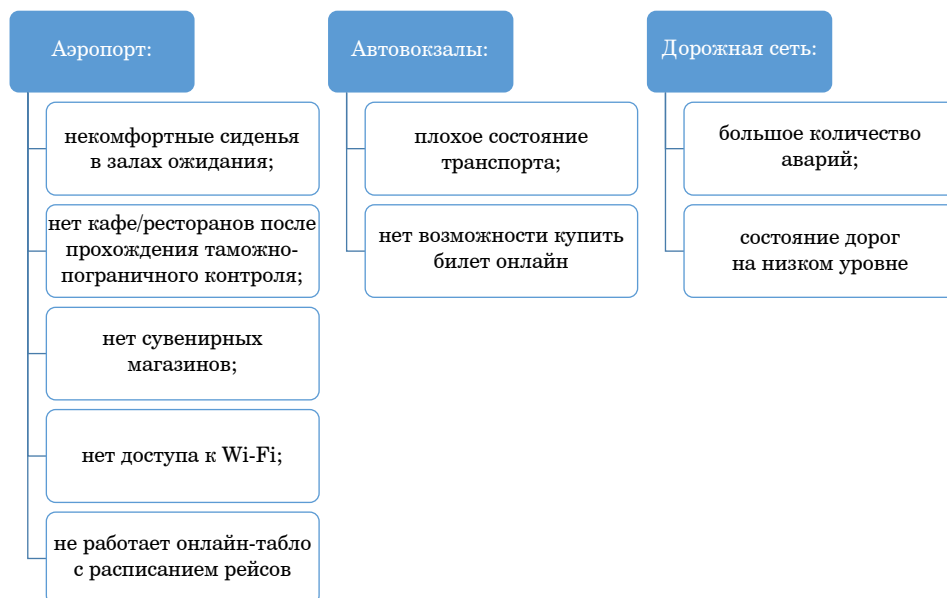 Аэропорт:
некомфортные сиденья
в залах ожидания;
нет кафе/ресторанов после
прохождения таможно-
пограничного контроля;
нет сувенирных
магазинов;
нет доступа к Wi-Fi;
не работает онлайн-табло
с расписанием рейсов
Автовокзалы:
плохое состояние
транспорта;
нет возможности купить
билет онлайн
Дорожная сеть:
большое количество
аварий;
состояние дорог
на низком уровне